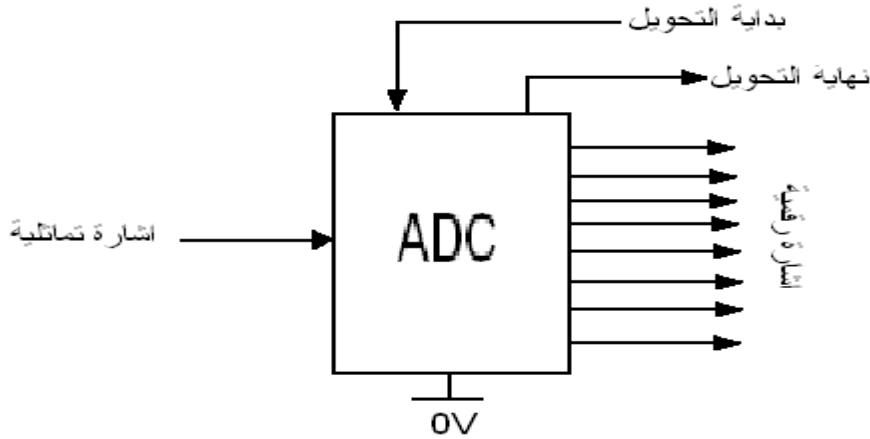 بداية التحويل
نهاية التحويل
اشارة تماثلية
ADC
اشارة رقمية
0V